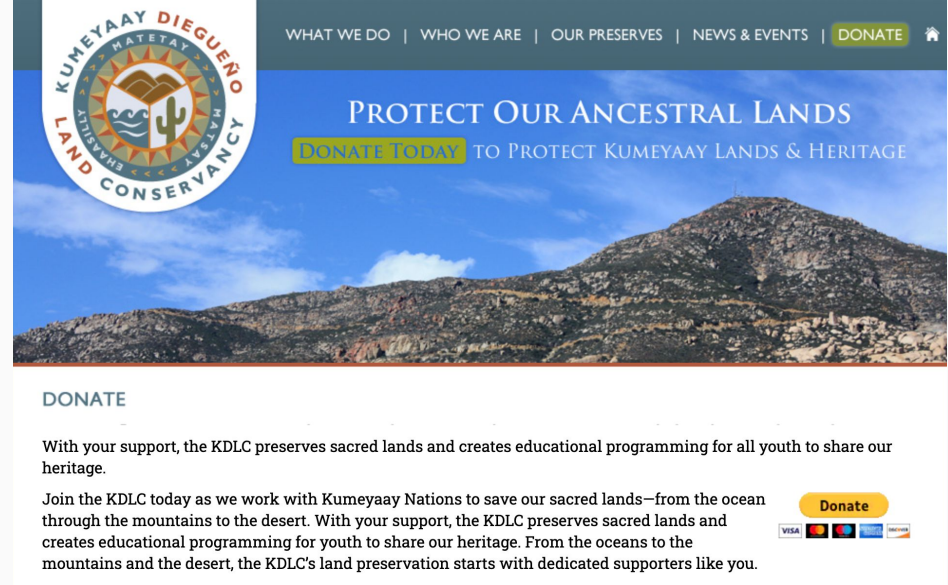 KUMEYAAY DIEGUEÑO
LAND CONSERVANCY
MATETAY
MATSAY
EHASILLY
WHAT WE DO | WHO WE ARE | OUR PRESERVES | NEWS & EVENTS | DONATE
PROTECT OUR ANCESTRAL LANDS
DONATE TODAY TO PROTECT KUMEYAAY LANDS & HERITAGE
DONATE
With your support, the KDLC preserves sacred lands and creates educational programming for all youth to share our
heritage.
Join the KDLC today as we work with Kumeyaay Nations to save our sacred lands—from the ocean
through the mountains to the desert. With your support, the KDLC preserves sacred lands and
creates educational programming for youth to share our heritage. From the oceans to the
mountains and the desert, the KDLC's land preservation starts with dedicated supporters like you.
Donate
VISA